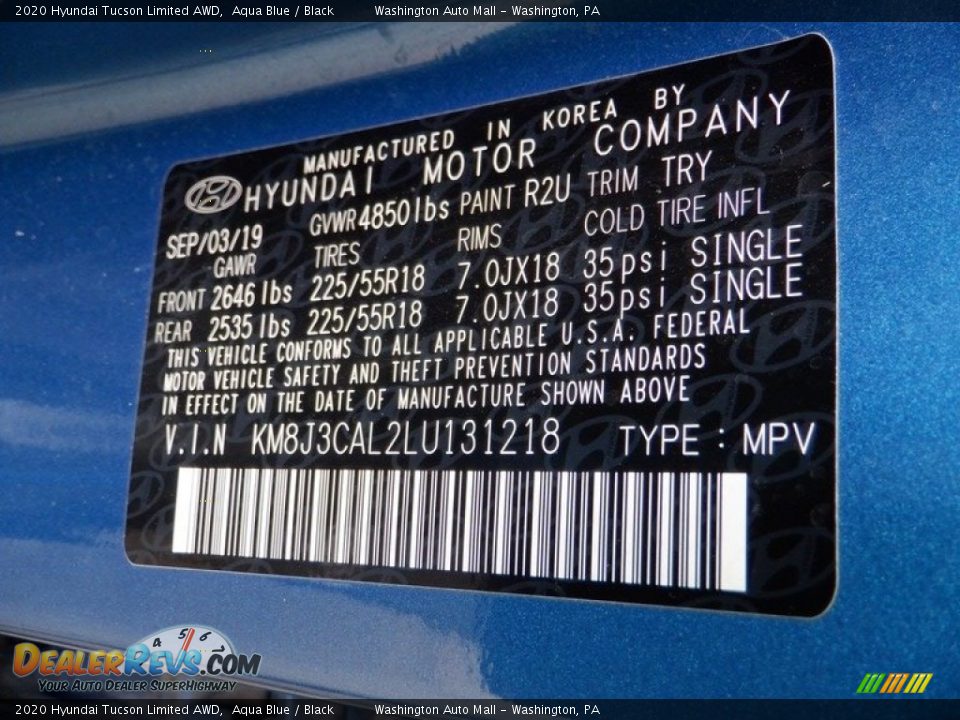 2020 Hyundai Tucson Limited AWD, Aqua Blue / Black Washington Auto Mall - Washington, PA
MANUFACTURED IN KOREA BY
HYUNDAI MOTOR COMPANY
SEP/03/19 GVWR 4850 lbs PAINT R2U TRIM TRY
GAWR TIRES RIMS COLD TIRE INFL
FRONT 2646 lbs 225/55R18 7.0JX18 35psi SINGLE
REAR 2535 lbs 225/55R18 7.0JX18 35psi SINGLE
THIS VEHICLE CONFORMS TO ALL APPLICABLE U.S.A. FEDERAL
MOTOR VEHICLE SAFETY AND THEFT PREVENTION STANDARDS
IN EFFECT ON THE DATE OF MANUFACTURE SHOWN ABOVE
V.I.N KM8J3CAL2LU131218 TYPE : MPV
4 5 6
DEALERREVS.COM
YOUR AUTO DEALER SUPERHIGHWAY
2020 Hyundai Tucson Limited AWD, Aqua Blue / Black Washington Auto Mall - Washington, PA